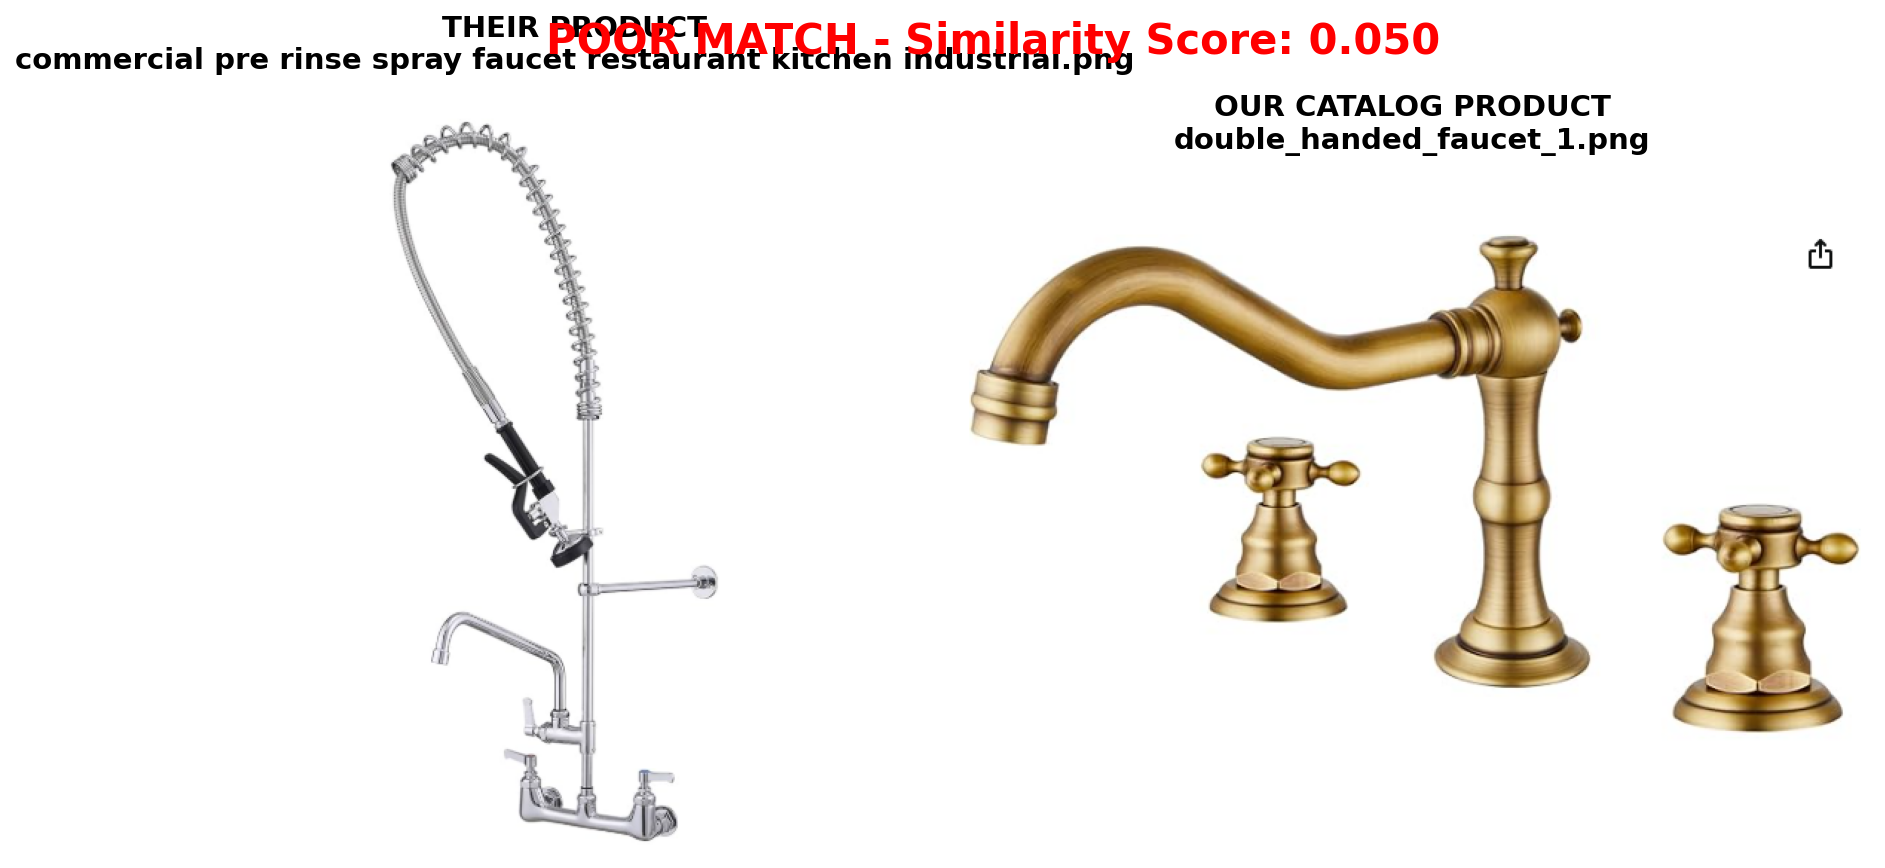 THEIR PRODUCT
commercial pre rinse spray faucet restaurant kitchen industrial.png
POOR MATCH - Similarity Score: 0.050
OUR CATALOG PRODUCT
double_handed_faucet_1.png